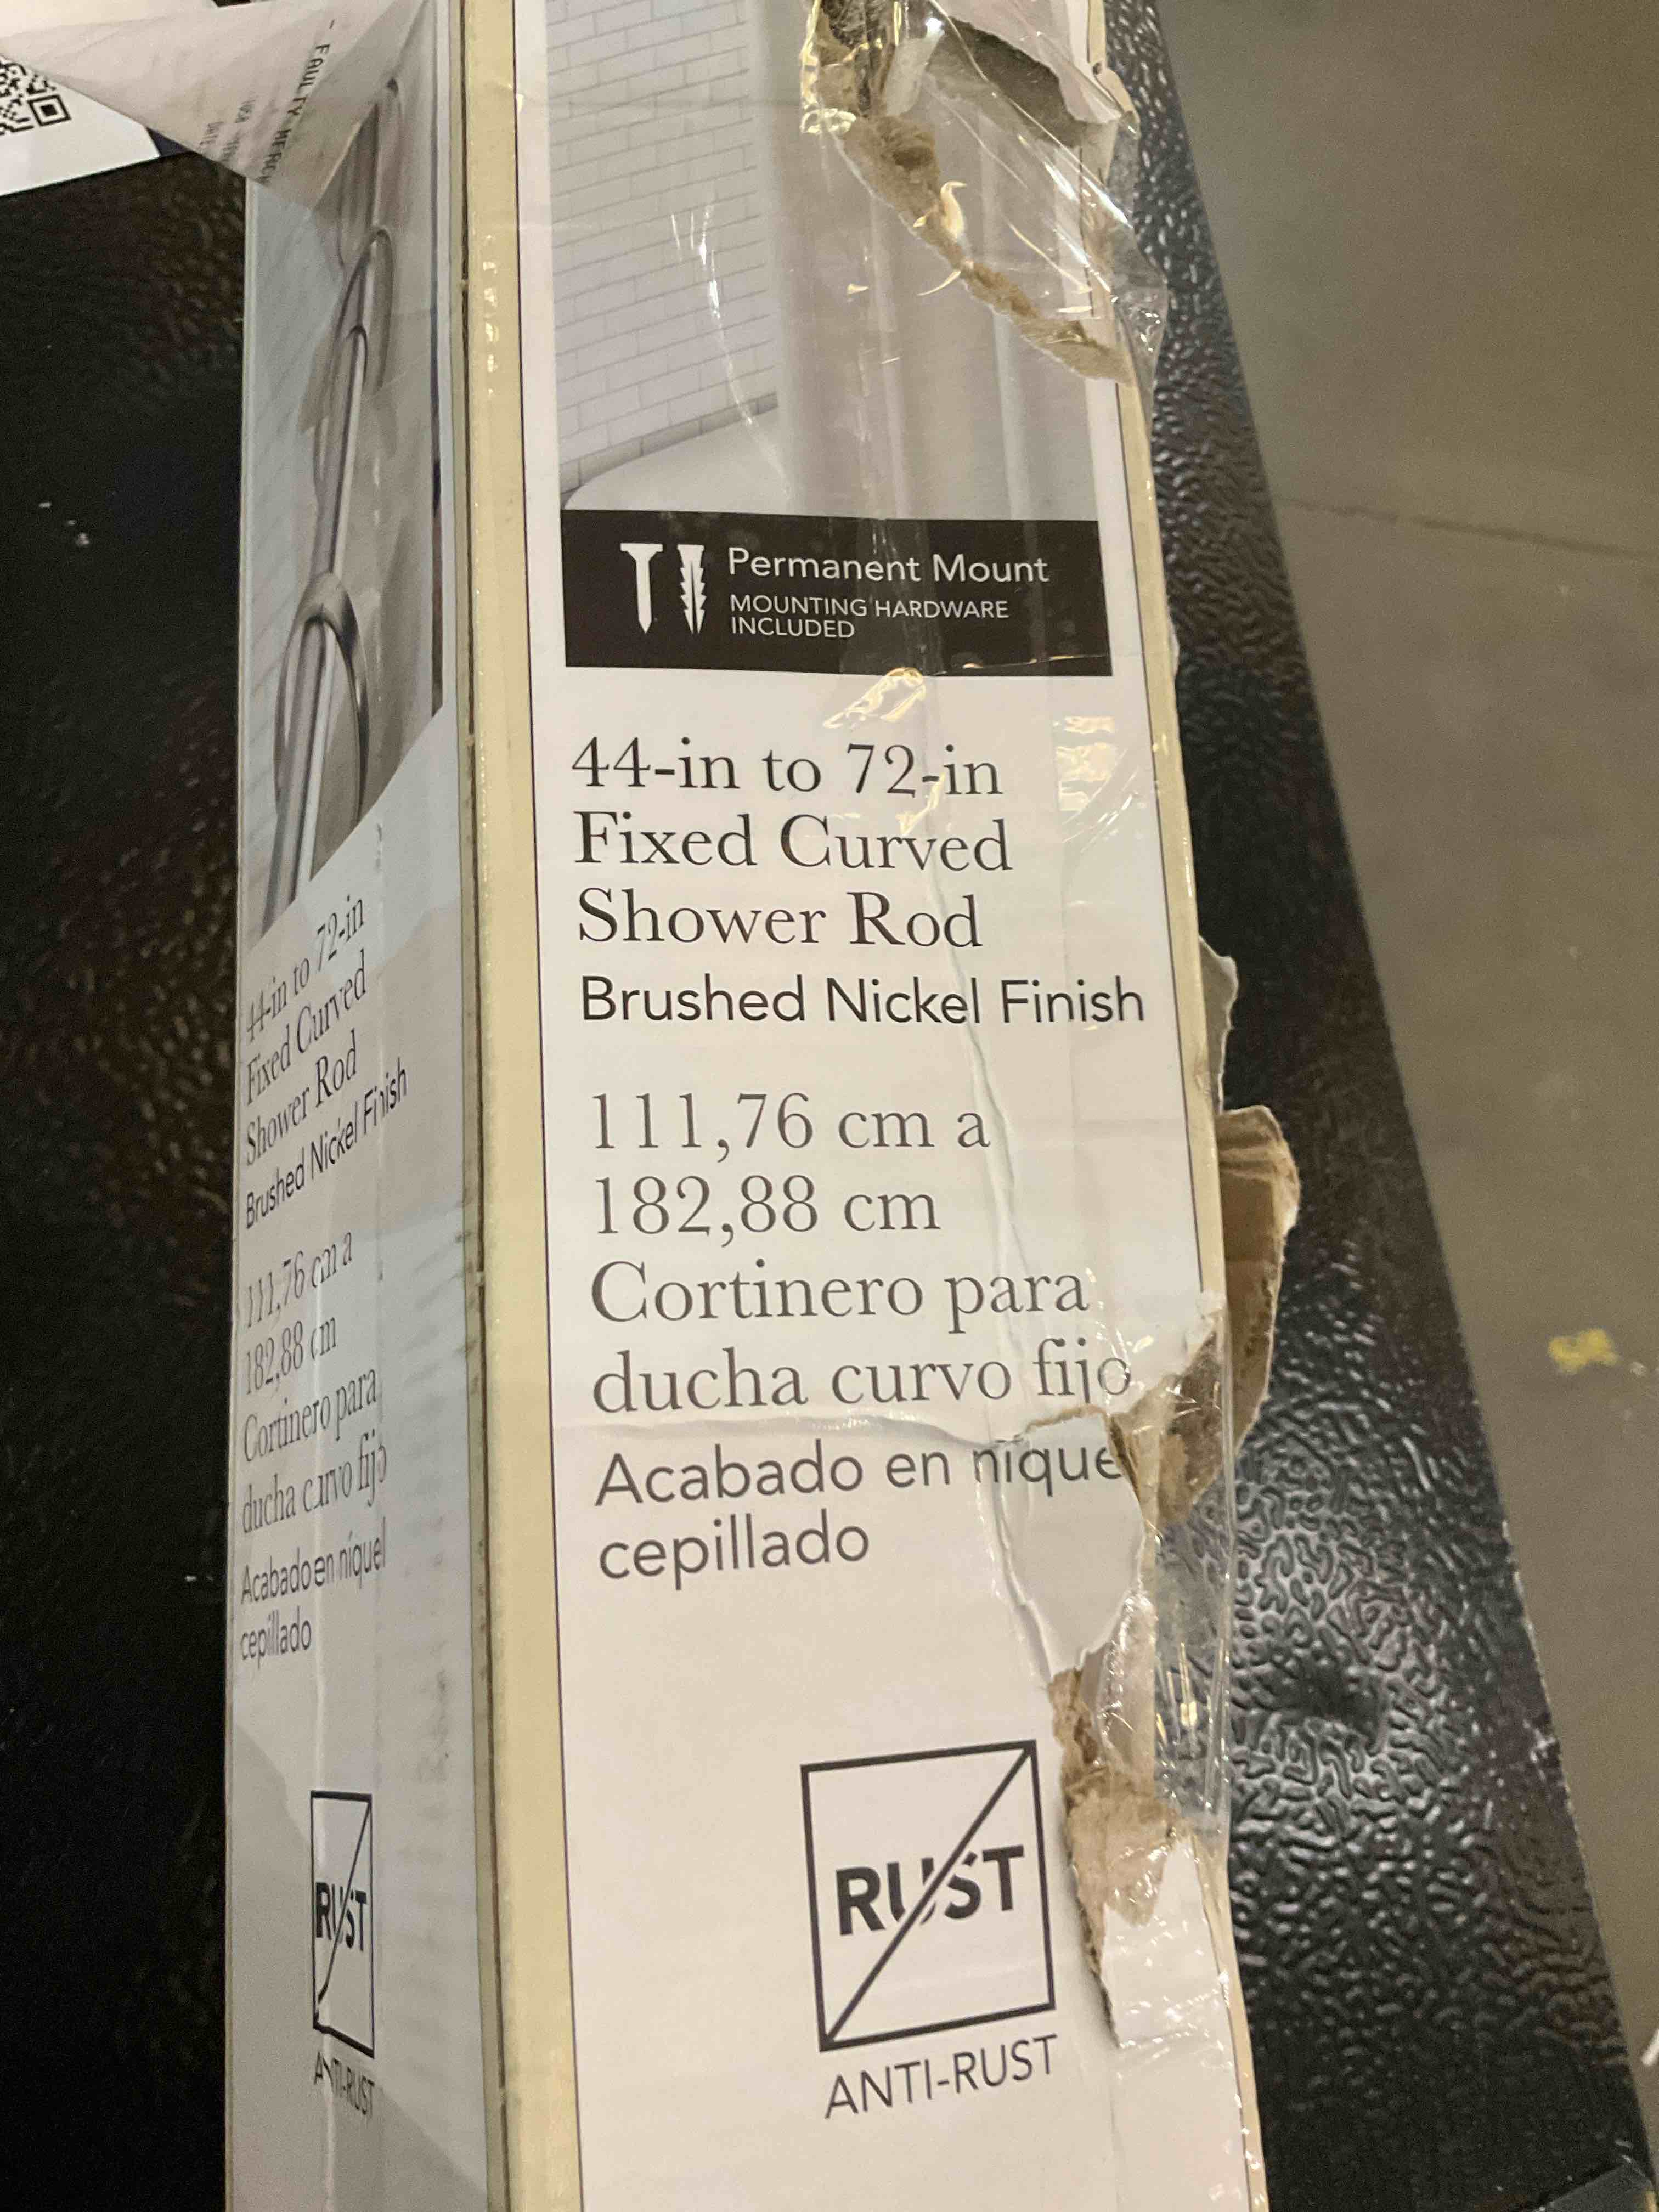 FAULTY MERCH
Permanent Mount
MOUNTING HARDWARE
INCLUDED
44-in to 72-in
Fixed Curved
Shower Rod
Brushed Nickel Finish
111,76 cm a
182,88 cm
Cortinero para
ducha curvo fijo
Acabado en níque
cepillado
RUST
ANTI-RUST
44-in to 72-in
Fixed Curved
Shower Rod
Brushed Nickel Finish
111,76 cm a
182,88 cm
Cortinero para
ducha curvo fijo
Acabado en níquel
cepillado
RUST
ANTI-RUST